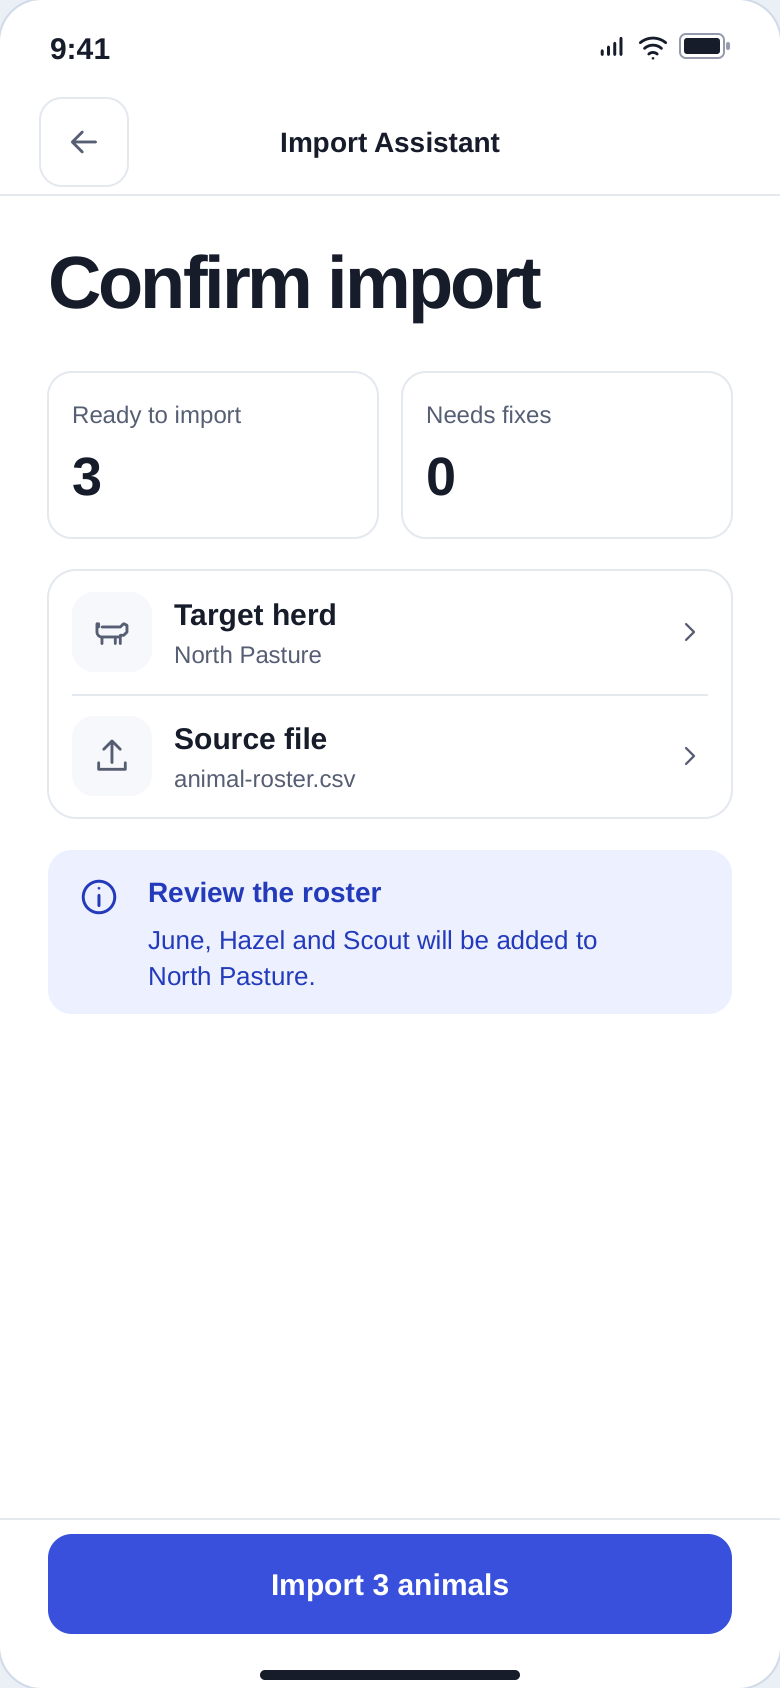 9:41
Import Assistant
Confirm import
Ready to import
3
Needs fixes
0
Target herd
North Pasture
Source file
animal-roster.csv
Review the roster
June, Hazel and Scout will be added to
North Pasture.
Import 3 animals